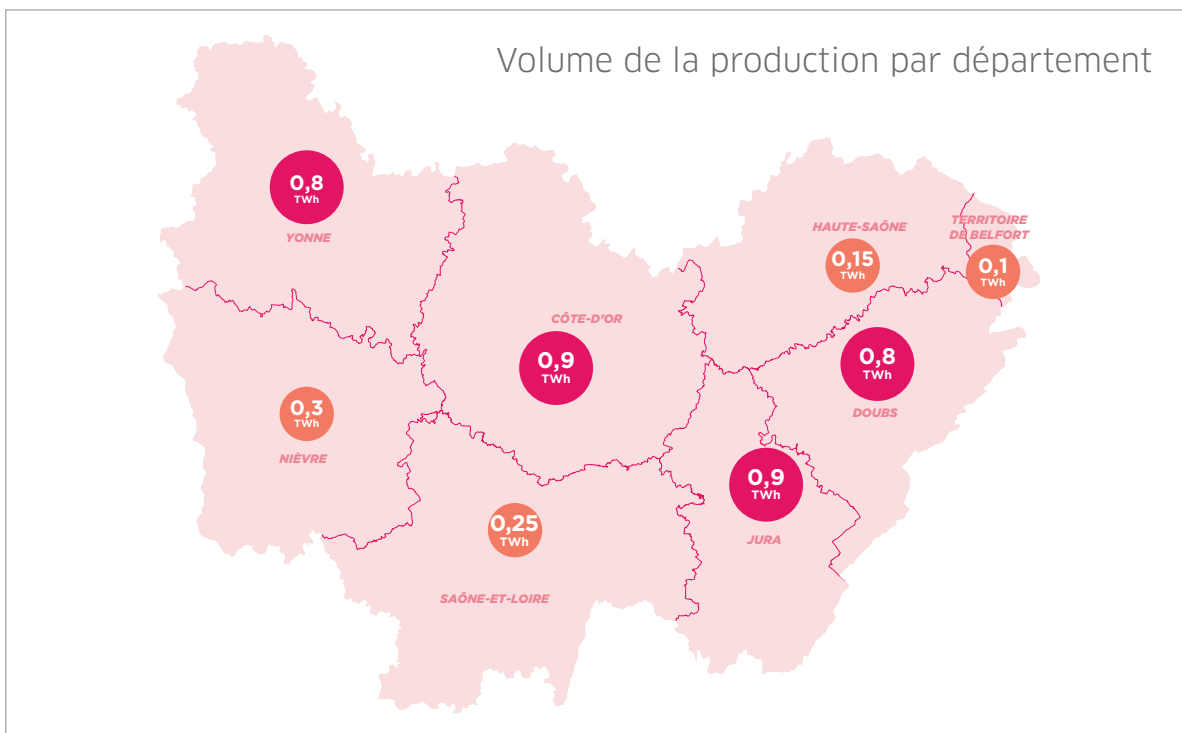 Volume de la production par département
0,8
TWh
YONNE
HAUTE-SAÔNE
0,15
TWh
TERRITOIRE
DE BELFORT
0,1
TWh
CÔTE-D'OR
0,9
TWh
0,8
TWh
DOUBS
0,3
TWh
NIÈVRE
0,9
TWh
JURA
0,25
TWh
SAÔNE-ET-LOIRE